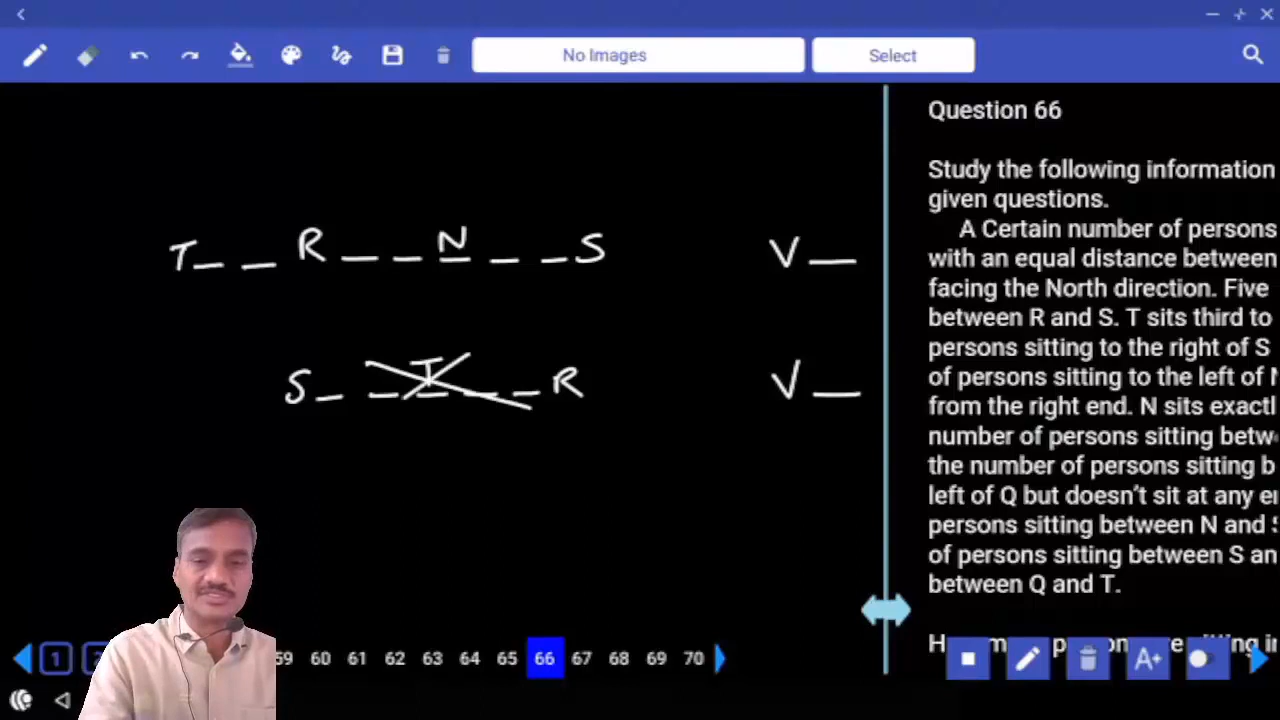 No Images
Select
T _ _ R _ _ N _ _ S V _
S _ _ T _ _ R V _
Question 66
Study the following information
given questions.
A Certain number of persons
with an equal distance between
facing the North direction. Five
between R and S. T sits third to
persons sitting to the right of S
of persons sitting to the left of
from the right end. N sits
number of persons sitting
the number of persons sitting
left of Q but doesn't sit at any
persons sitting between N and
of persons sitting between S
between Q and T.
1 59 60 61 62 63 64 65 66 67 68 69 70
A+